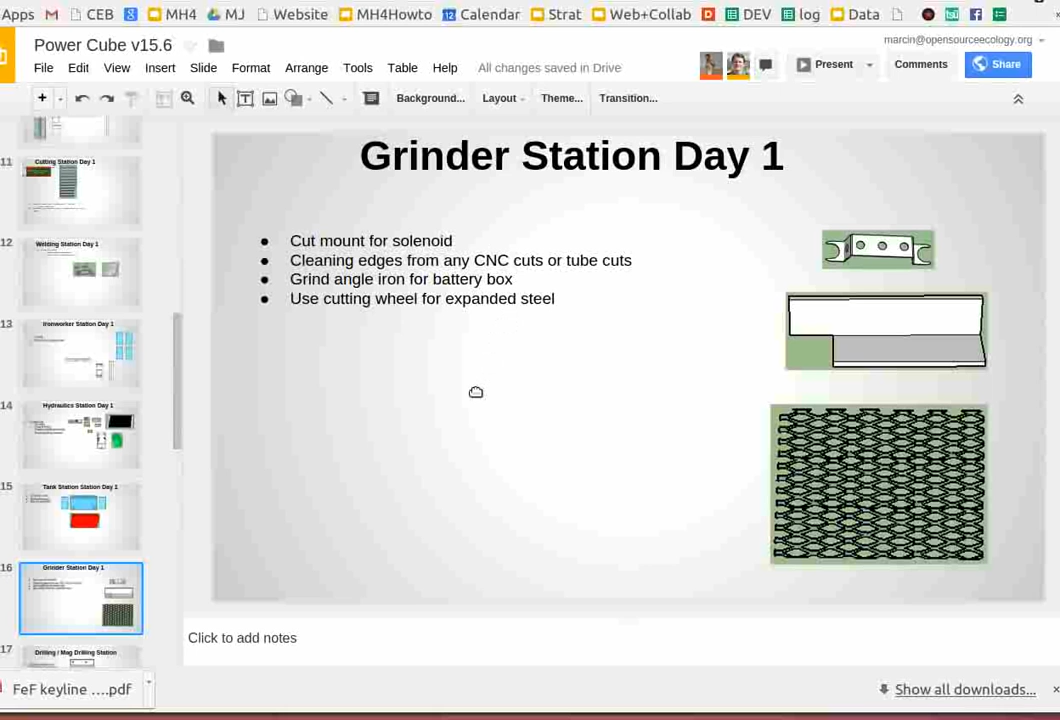 Apps CEB MH4 MJ Website MH4Howto Calendar Strat Web+Collab DEV log Data
Power Cube v15.6
marcin@opensourceecology.org
File Edit View Insert Slide Format Arrange Tools Table Help All changes saved in Drive
Present Comments Share
Background... Layout Theme... Transition...
11 Cutting Station Day 1
12 Welding Station Day 1
13 Ironworker Station Day 1
14 Hydraulics Station Day 1
15 Tank Station Station Day 1
16 Grinder Station Day 1
17 Drilling / Mag Drilling Station
Grinder Station Day 1
● Cut mount for solenoid
● Cleaning edges from any CNC cuts or tube cuts
● Grind angle iron for battery box
● Use cutting wheel for expanded steel
Click to add notes
FeF keyline ....pdf
Show all downloads...